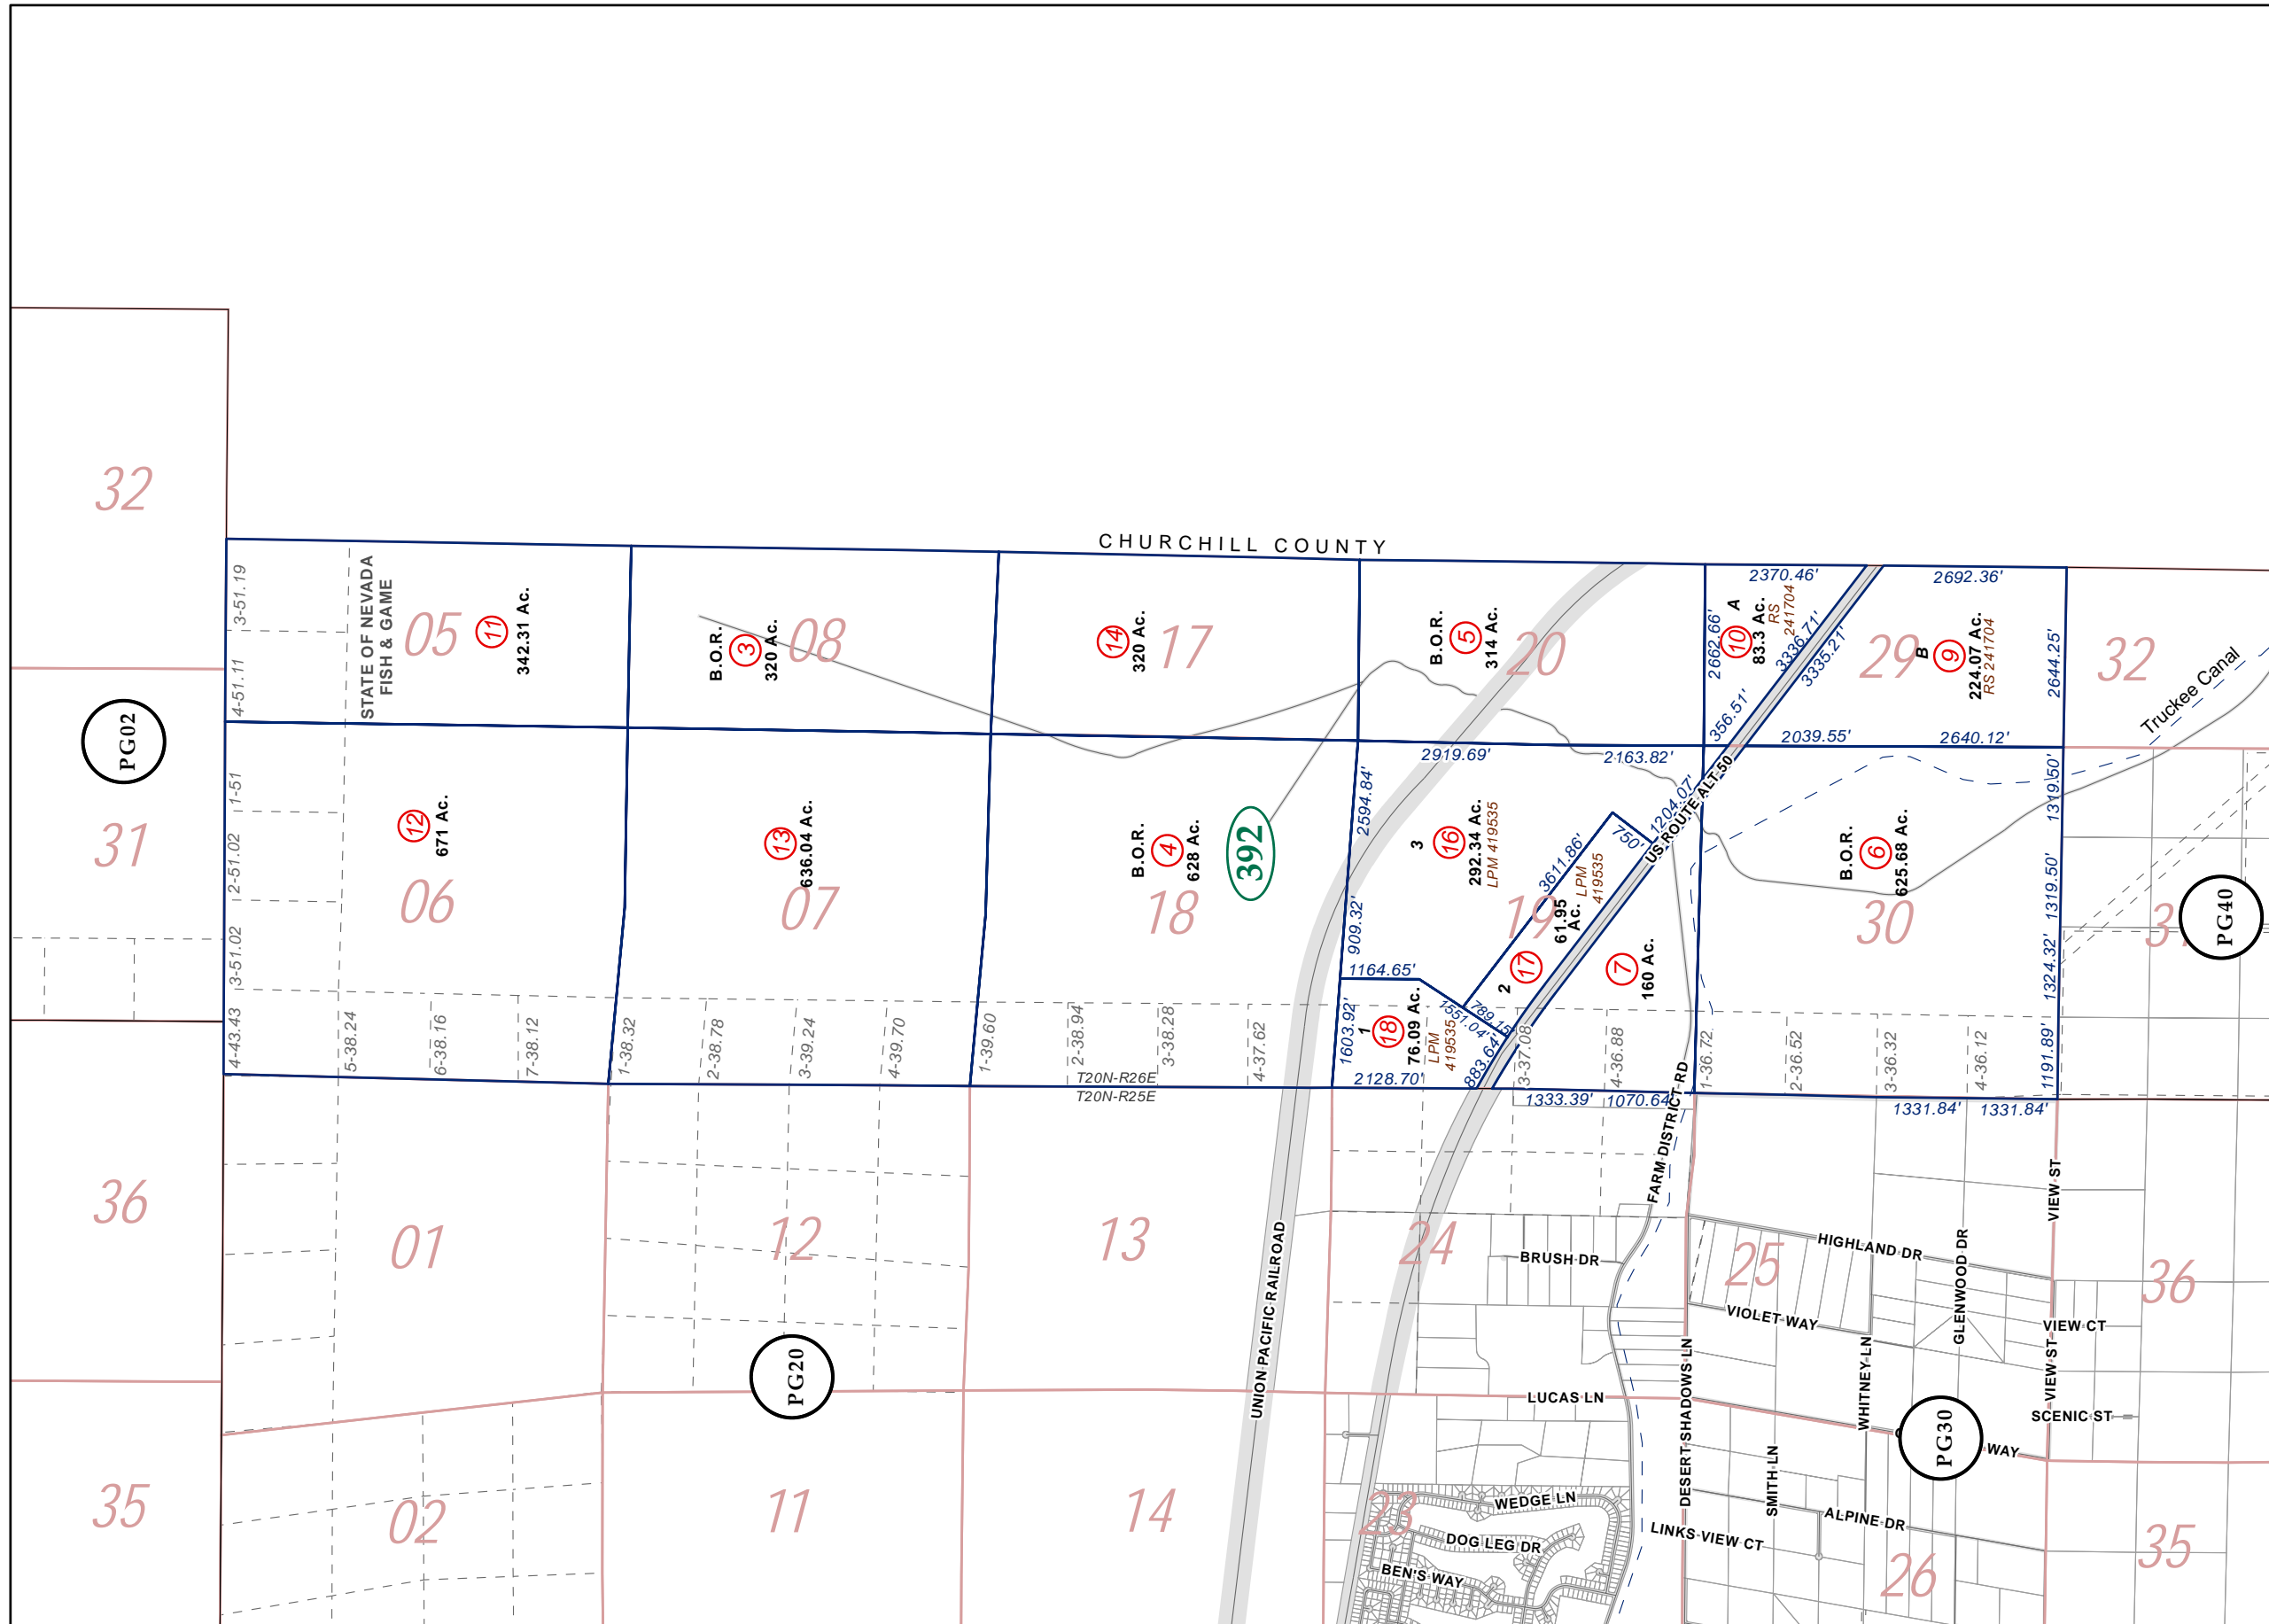 CHURCHILL COUNTY
32
31
36
35
PG02
3-51.19
4-51.11
STATE OF NEVADA
FISH & GAME
05
11
342.31 Ac.
B.O.R.
3
320 Ac.
08
14
320 Ac.
17
B.O.R.
5
314 Ac.
20
2370.46'
2662.66'
10
A
83.3 Ac.
RS
241704
3336.71'
3335.21'
356.51'
29
2692.36'
B
9
224.07 Ac.
RS 241704
2644.25'
2039.55'
2640.12'
32
Truckee Canal
1-51
2-51.02
3-51.02
4-43.43
12
671 Ac.
06
5-38.24
6-38.16
7-38.12
13
636.04 Ac.
07
1-38.32
2-38.78
3-39.24
4-39.70
B.O.R.
4
628 Ac.
18
392
1-39.60
2-38.94
3-38.28
4-37.62
T20N-R26E
T20N-R25E
2919.69'
2163.82'
2594.84'
909.32'
1164.65'
1603.92'
2128.70'
3
16
292.34 Ac.
LPM 419535
3611.86'
750'
1204.07'
US ROUTE ALT 50
LPM
419535
61.95
Ac.
19
2
17
7
160 Ac.
1
18
76.09 Ac.
LPM
419535
1551.04'
789.15'
883.64'
3-37.08
4-36.88
1333.39'
1070.64'
B.O.R.
6
625.68 Ac.
30
1319.50'
1319.50'
1324.32'
1191.89'
1-36.72
2-36.52
3-36.32
4-36.12
1331.84'
1331.84'
PG40
01
12
13
24
25
36
UNION PACIFIC RAILROAD
FARM DISTRICT RD
BRUSH DR
HIGHLAND DR
VIOLET WAY
GLENWOOD DR
VIEW ST
VIEW CT
VIEW ST
PG20
LUCAS LN
DESERT SHADOWS LN
WHITNEY LN
SCENIC ST
PG30
WAY
02
11
14
23
26
35
WEDGE LN
DOG LEG DR
BEN'S WAY
SMITH LN
ALPINE DR
LINKS VIEW CT